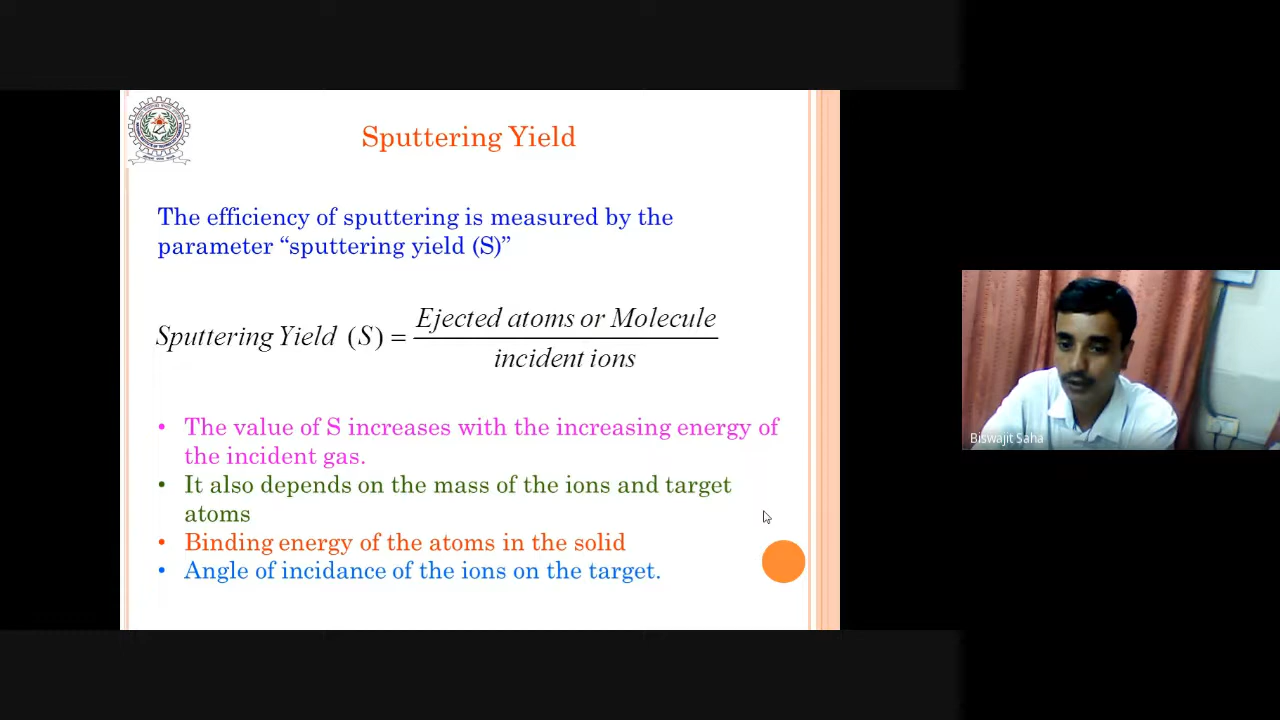 Sputtering Yield
The efficiency of sputtering is measured by the
parameter “sputtering yield (S)”
Sputtering Yield (S) = Ejected atoms or Molecule
incident ions
• The value of S increases with the increasing energy of
the incident gas.
• It also depends on the mass of the ions and target
atoms
• Binding energy of the atoms in the solid
• Angle of incidance of the ions on the target.
Biswajit Saha